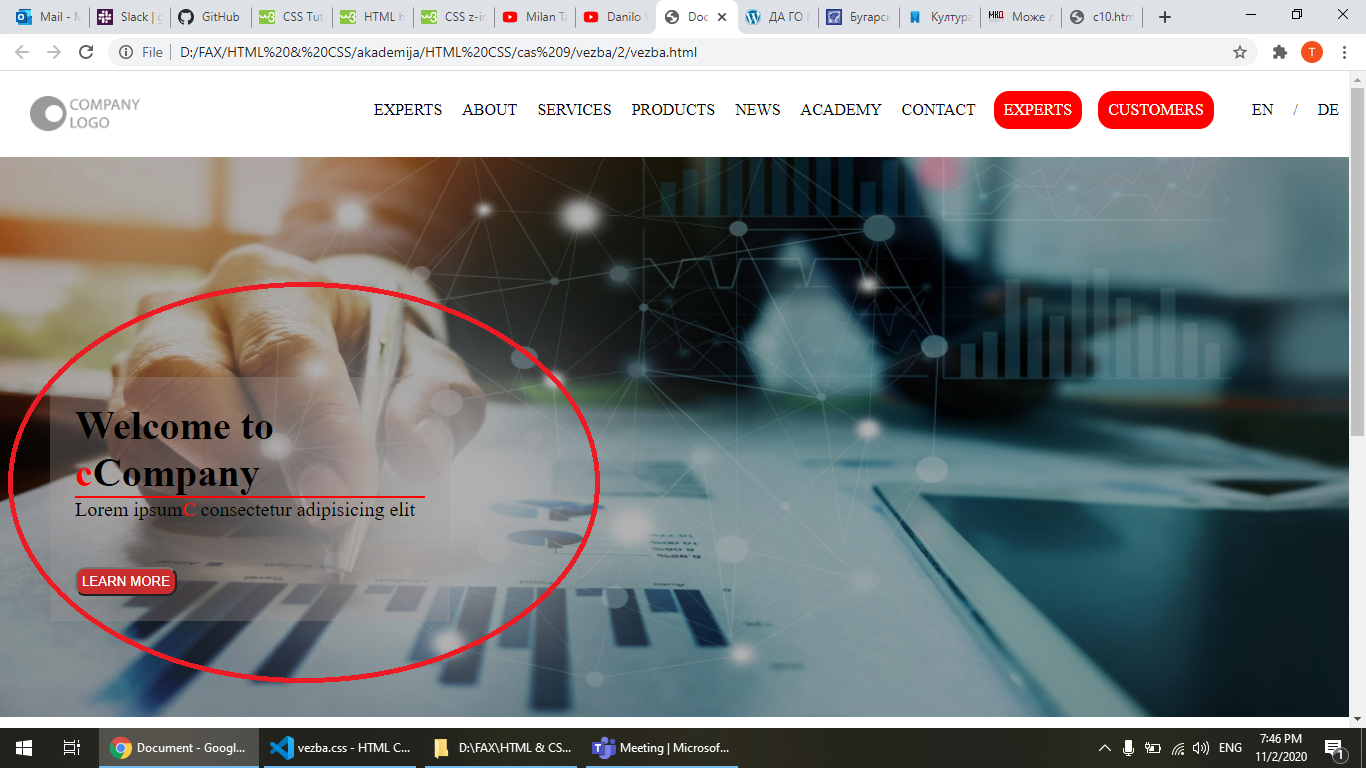 Mail - M
Slack | g
GitHub
CSS Tut
HTML h
CSS z-in
Milan Ta
Danilo V
Doc
ДА ГО П
Бугарск
Култура
МКД Може л
c10.htm
File D:/FAX/HTML%20&%20CSS/akademija/HTML%20CSS/cas%209/vezba/2/vezba.html
T
COMPANY
LOGO
EXPERTS ABOUT SERVICES PRODUCTS NEWS ACADEMY CONTACT EXPERTS CUSTOMERS EN / DE
Welcome to
cCompany
Lorem ipsumC consectetur adipisicing elit
LEARN MORE
Document - Googl...
vezba.css - HTML C...
D:\FAX\HTML & CS...
Meeting | Microsof...
ENG
7:46 PM
11/2/2020
1